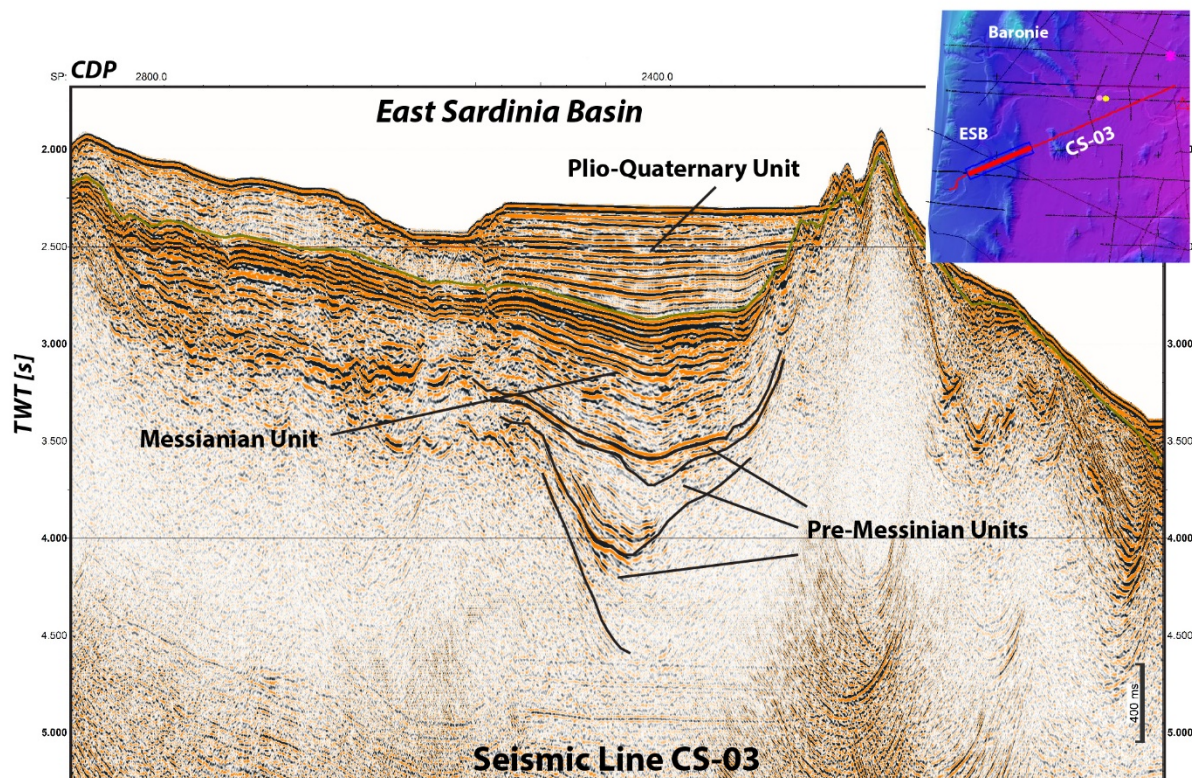 Baronie
ESB
CS-03
SP: CDP
2800.0
2400.0
East Sardinia Basin
Plio-Quaternary Unit
Messianian Unit
Pre-Messinian Units
TWT [s]
2.000
2.500
3.000
3.500
4.000
4.500
5.000
3.000
3.500
4.000
4.500
5.000
400 ms
Seismic Line CS-03